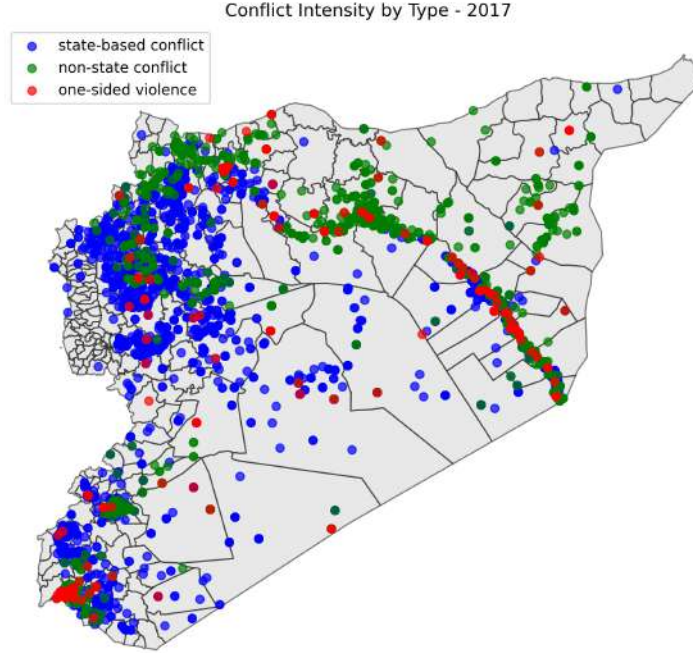 Conflict Intensity by Type - 2017
state-based conflict
non-state conflict
one-sided violence